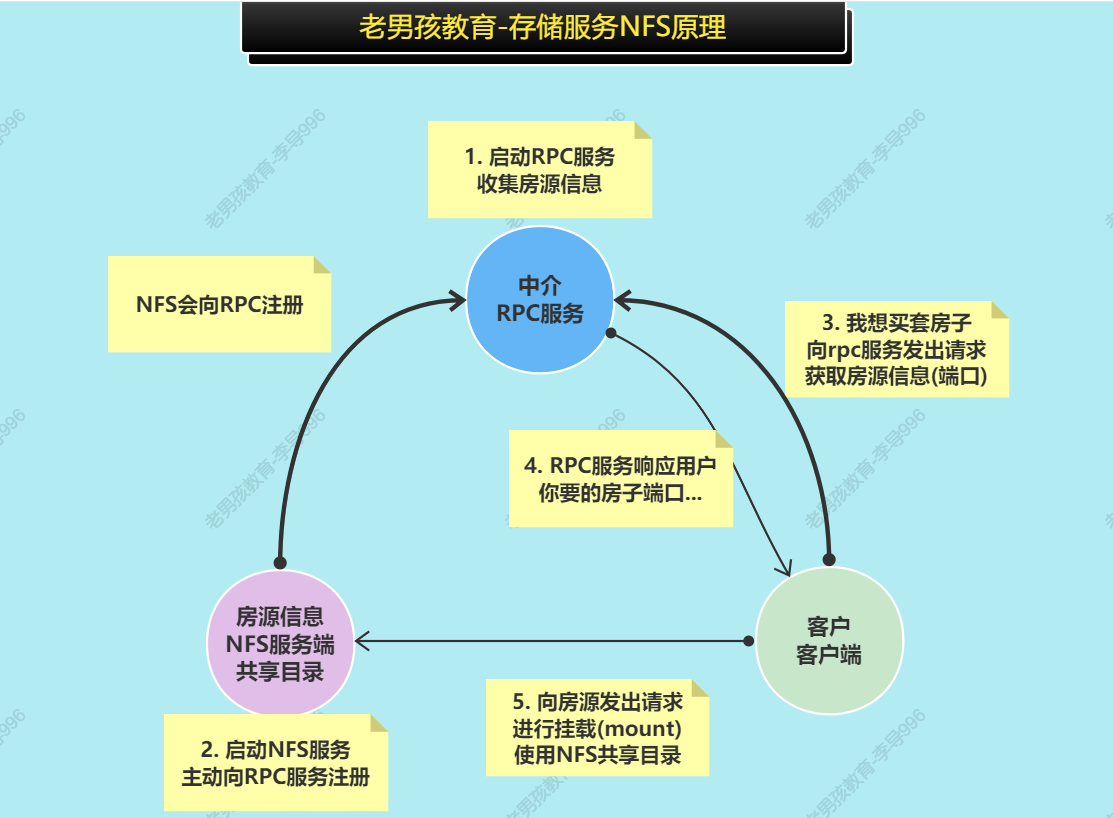 老男孩教育-存储服务NFS原理
1. 启动RPC服务
收集房源信息
中介
RPC服务
NFS会向RPC注册
3. 我想买套房子
向rpc服务发出请求
获取房源信息(端口)
4. RPC服务响应用户
你要的房子端口...
房源信息
NFS服务端
共享目录
客户
客户端
5. 向房源发出请求
进行挂载(mount)
使用NFS共享目录
2. 启动NFS服务
主动向RPC服务注册
老男孩教育-李导996
老男孩教育-李导996
老男孩教育-李导996
老男孩教育-李导996
老男孩教育-李导996